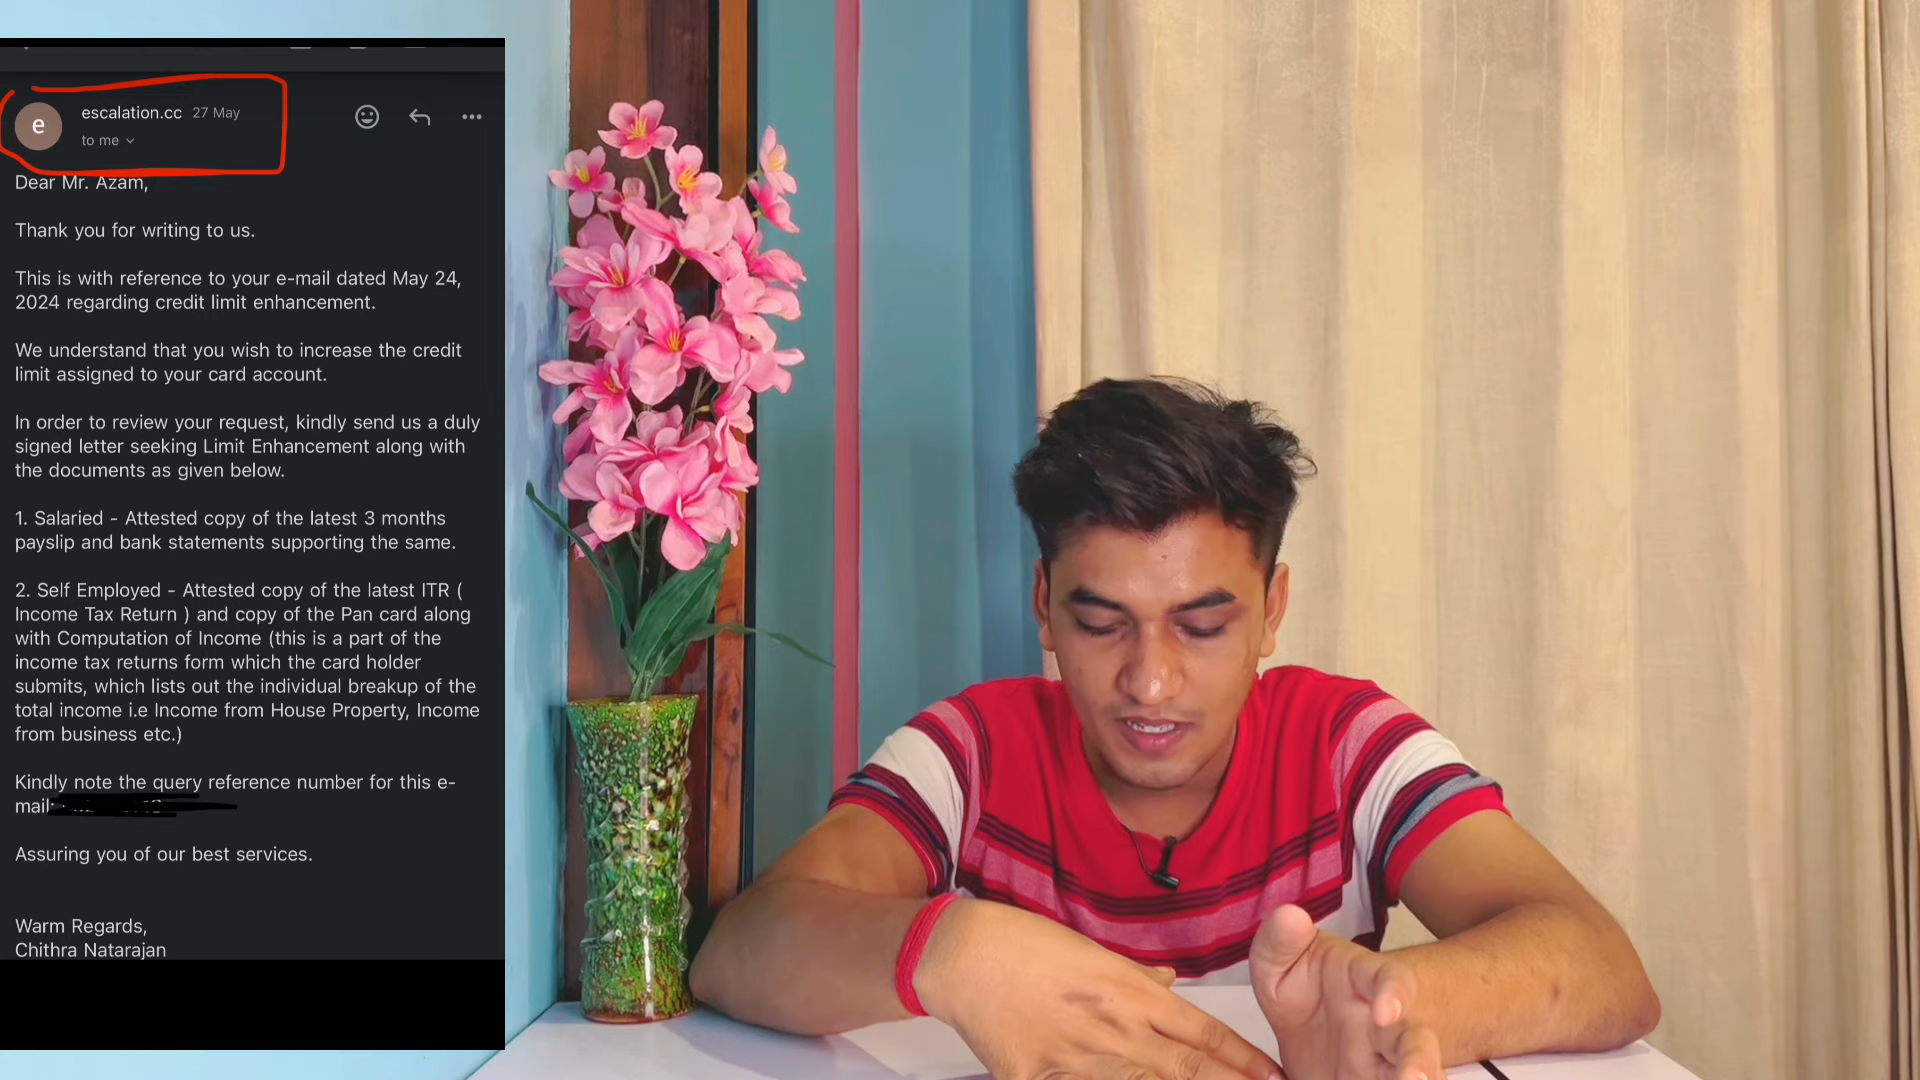 e
escalation.cc 27 May
to me
Dear Mr. Azam,
Thank you for writing to us.
This is with reference to your e-mail dated May 24,
2024 regarding credit limit enhancement.
We understand that you wish to increase the credit
limit assigned to your card account.
In order to review your request, kindly send us a duly
signed letter seeking Limit Enhancement along with
the documents as given below.
1. Salaried - Attested copy of the latest 3 months
payslip and bank statements supporting the same.
2. Self Employed - Attested copy of the latest ITR (
Income Tax Return ) and copy of the Pan card along
with Computation of Income (this is a part of the
income tax returns form which the card holder
submits, which lists out the individual breakup of the
total income i.e Income from House Property, Income
from business etc.)
Kindly note the query reference number for this e-
mail:
Assuring you of our best services.
Warm Regards,
Chithra Natarajan